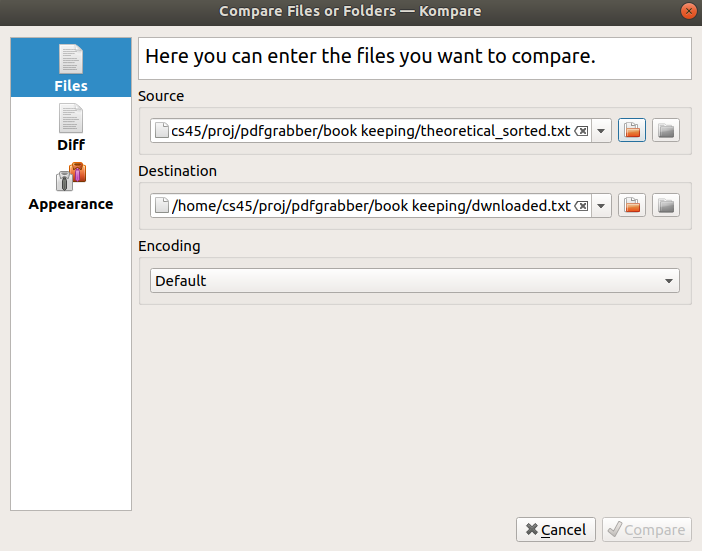 Compare Files or Folders — Kompare
Files
Diff
Appearance
Here you can enter the files you want to compare.
Source
cs45/proj/pdfgrabber/book keeping/theoretical_sorted.txt
Destination
/home/cs45/proj/pdfgrabber/book keeping/dwnloaded.txt
Encoding
Default
Cancel
Compare